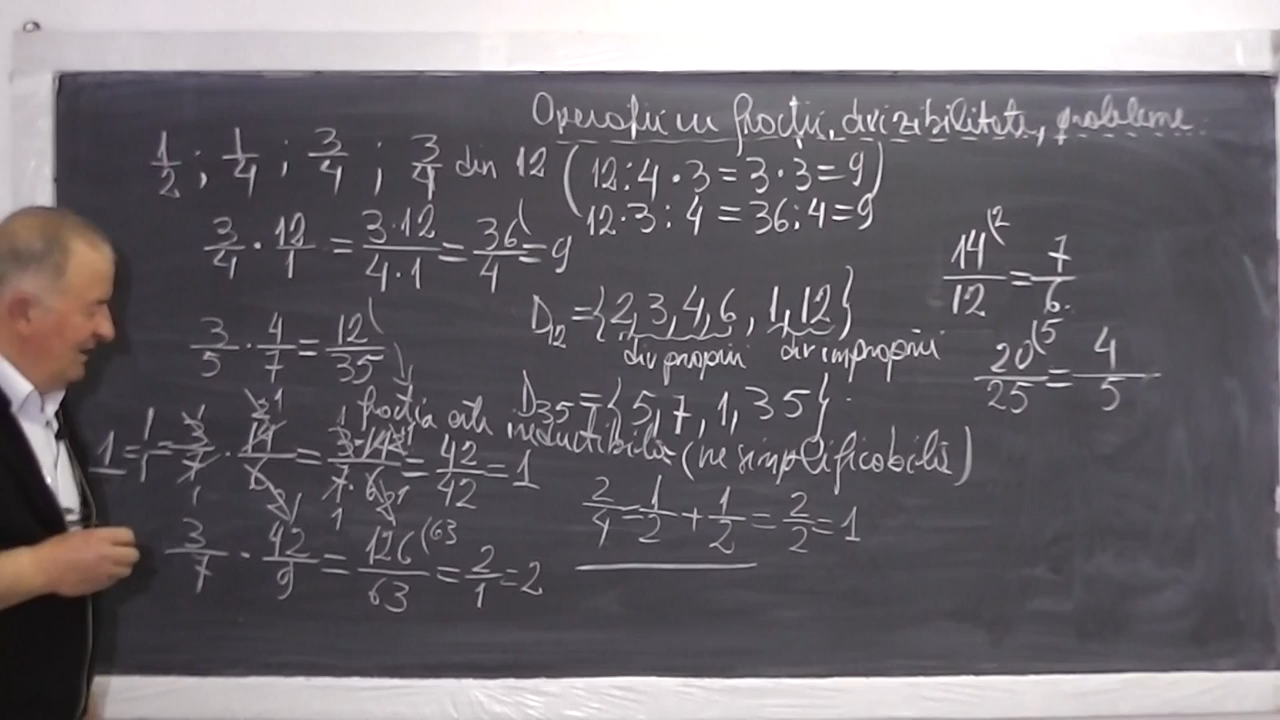 Operații cu fracții, divizibilitate, probleme
1/2 ; 1/4 ; 3/4 ; 3/4 din 12 (12:4·3=3·3=9)
12·3:4=36:4=9
3/4 · 12/1 = 3·12/4·1 = 36(/4 = 9
14(2/12 = 7/6.
D12={2,3,4,6,1,12}
div proprii div improprii
3/5 · 4/7 = 12(/35
20(5/25 = 4/5
D35={5,7,1,35}.
fracția este ireductibilă (nesimplificabilă)
1=1/1=3/7 · 14/6 = 3·14/7·6 = 42/42 = 1
2/4=1/2+1/2=2/2=1
3/7 · 42/9 = 126(63/63 = 2/1 = 2